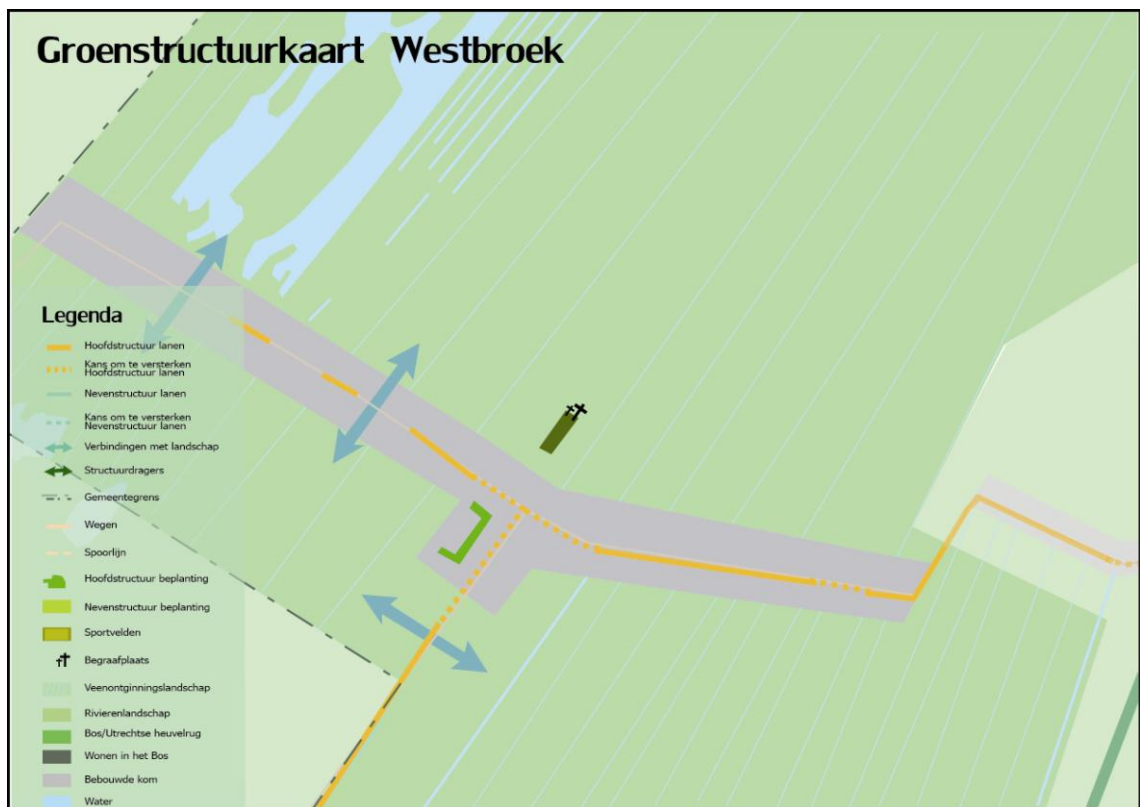 Groenstructuurkaart Westbroek
Legenda
Hoofdstructuur lanen
Kans om te versterken
Hoofdstructuur lanen
Nevenstructuur lanen
Kans om te versterken
Nevenstructuur lanen
Verbindingen met landschap
Structuurdragers
Gemeentegrens
Wegen
Spoorlijn
Hoofdstructuur beplanting
Nevenstructuur beplanting
Sportvelden
Begraafplaats
Veenontginningslandschap
Rivierenlandschap
Bos/Utrechtse heuvelrug
Wonen in het Bos
Bebouwde kom
Water